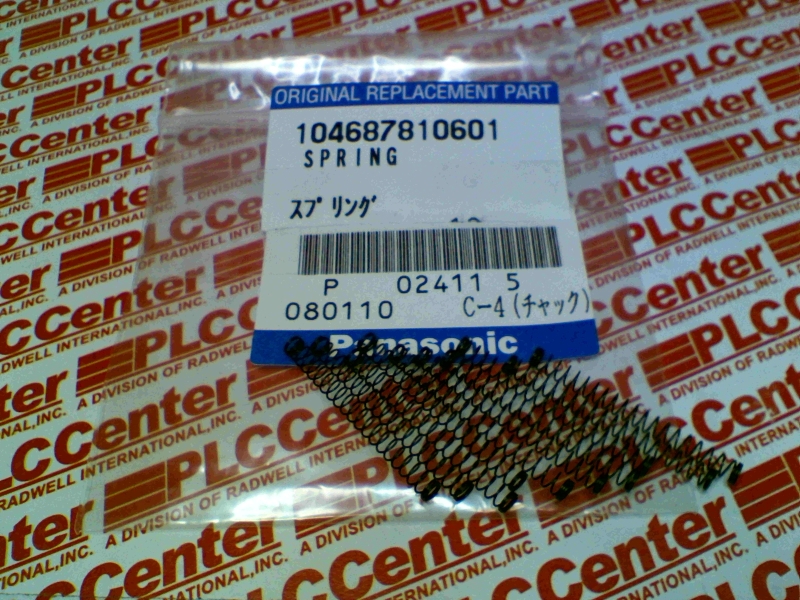 ORIGINAL REPLACEMENT PART
104687810601
SPRING
スプリング
P 02411 5
080110 C-4(チャック)
Panasonic
PLCCenter
A DIVISION OF RADWELL INTERNATIONAL,INC.